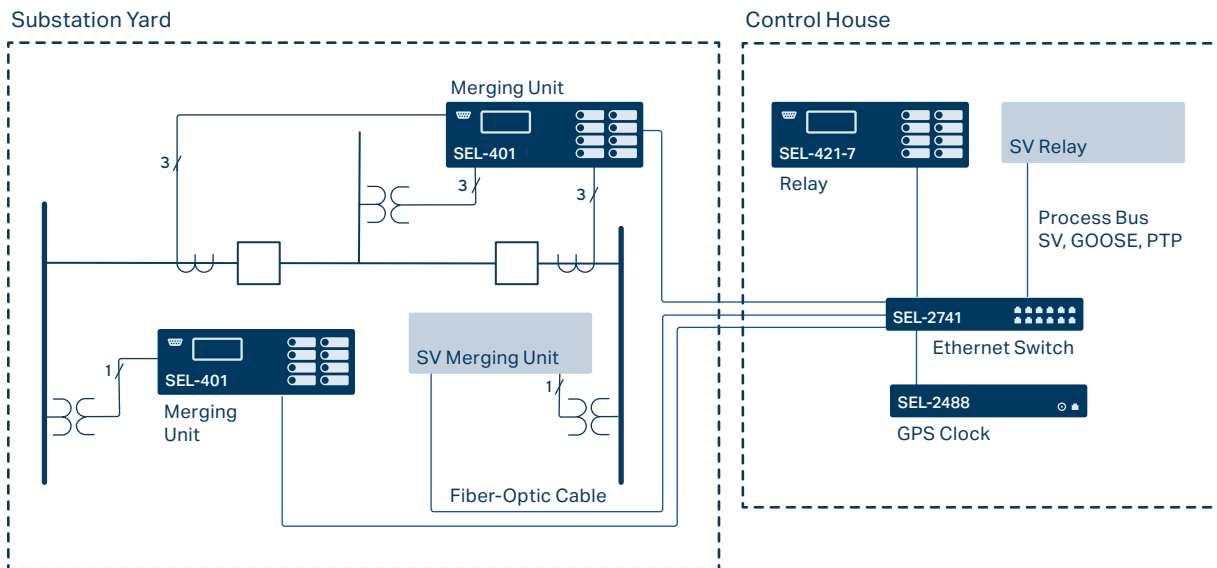 Substation Yard
Control House
Merging Unit
SEL-401
3
3
3
SEL-421-7
Relay
SV Relay
Process Bus
SV, GOOSE, PTP
SEL-2741
Ethernet Switch
SEL-2488
GPS Clock
SEL-401
Merging
Unit
1
SV Merging Unit
1
Fiber-Optic Cable